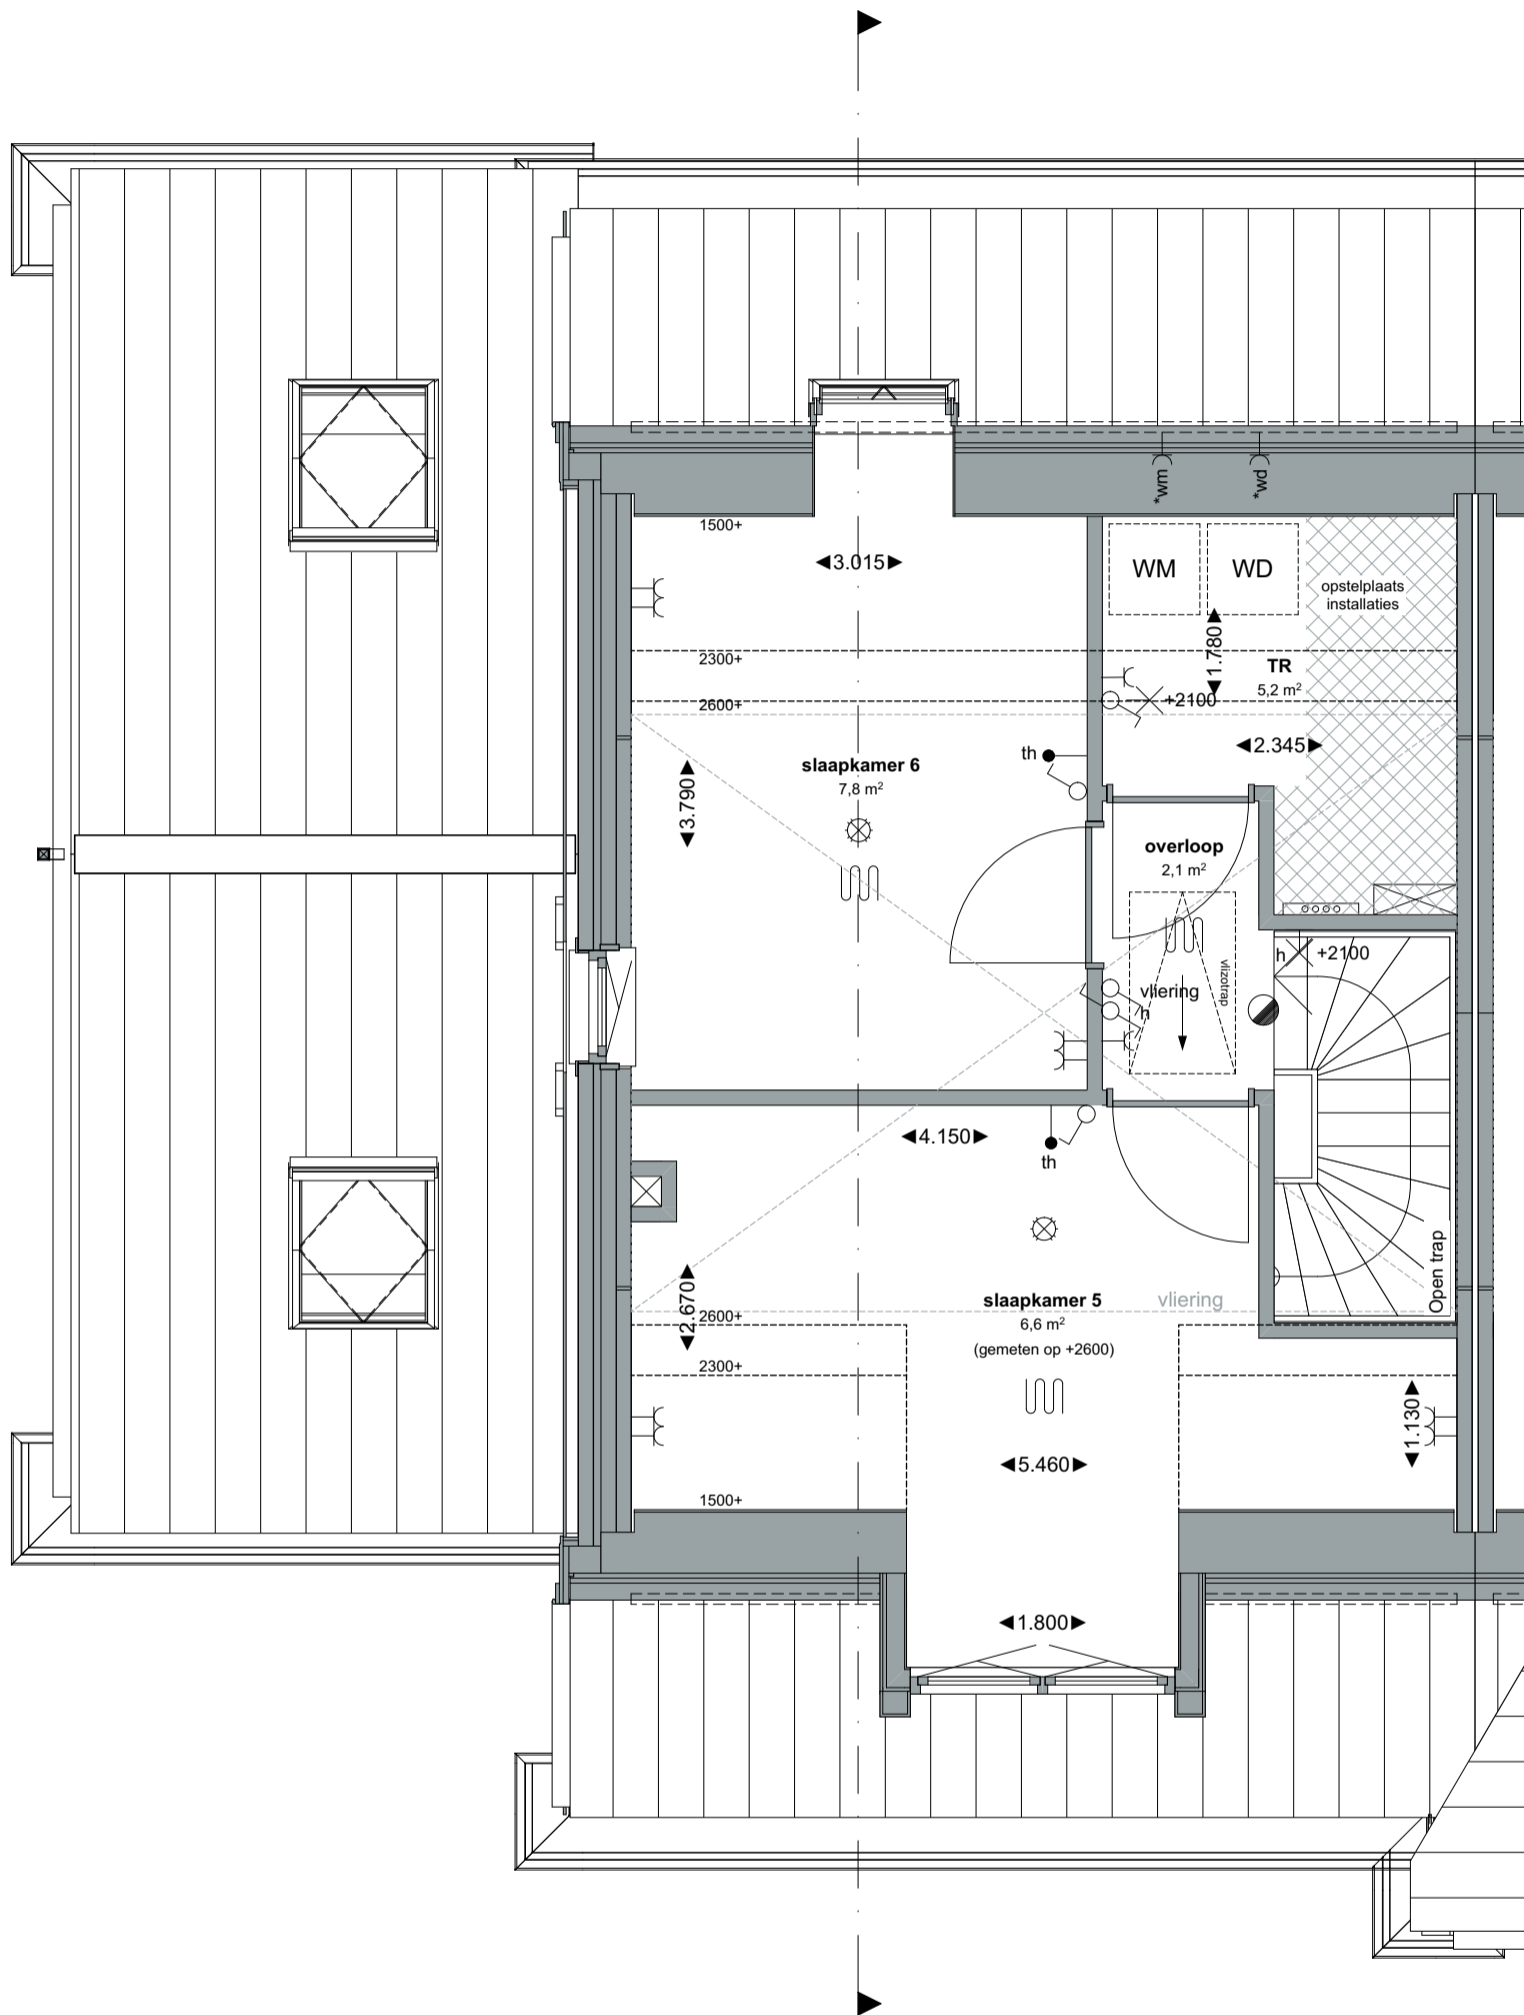 *wm
*wd
1500+
3.015
WM
WD
opstelplaats
installaties
1.780
2300+
TR
5,2 m²
2600+
+2100
2.345
th
slaapkamer 6
7,8 m²
3.790
overloop
2,1 m²
vlizotrap
vliering
h
h
+2100
4.150
th
Open trap
2.670
slaapkamer 5
6,6 m²
(gemeten op +2600)
vliering
2600+
2300+
1.130
5.460
1500+
1.800